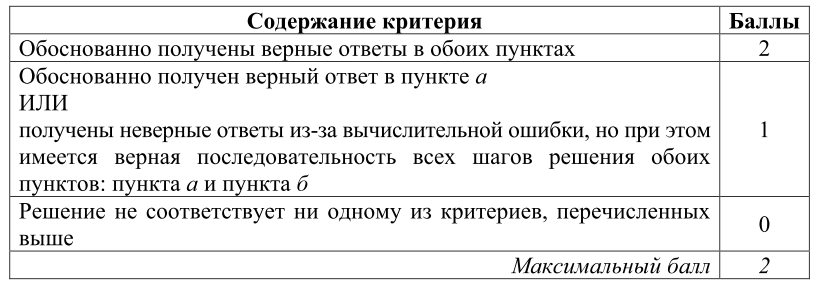 Содержание критерия Баллы
Обоснованно получены верные ответы в обоих пунктах 2
Обоснованно получен верный ответ в пункте а
ИЛИ
получены неверные ответы из-за вычислительной ошибки, но при этом
имеется верная последовательность всех шагов решения обоих
пунктов: пункта а и пункта б
1
Решение не соответствует ни одному из критериев, перечисленных
выше
0
Максимальный балл 2